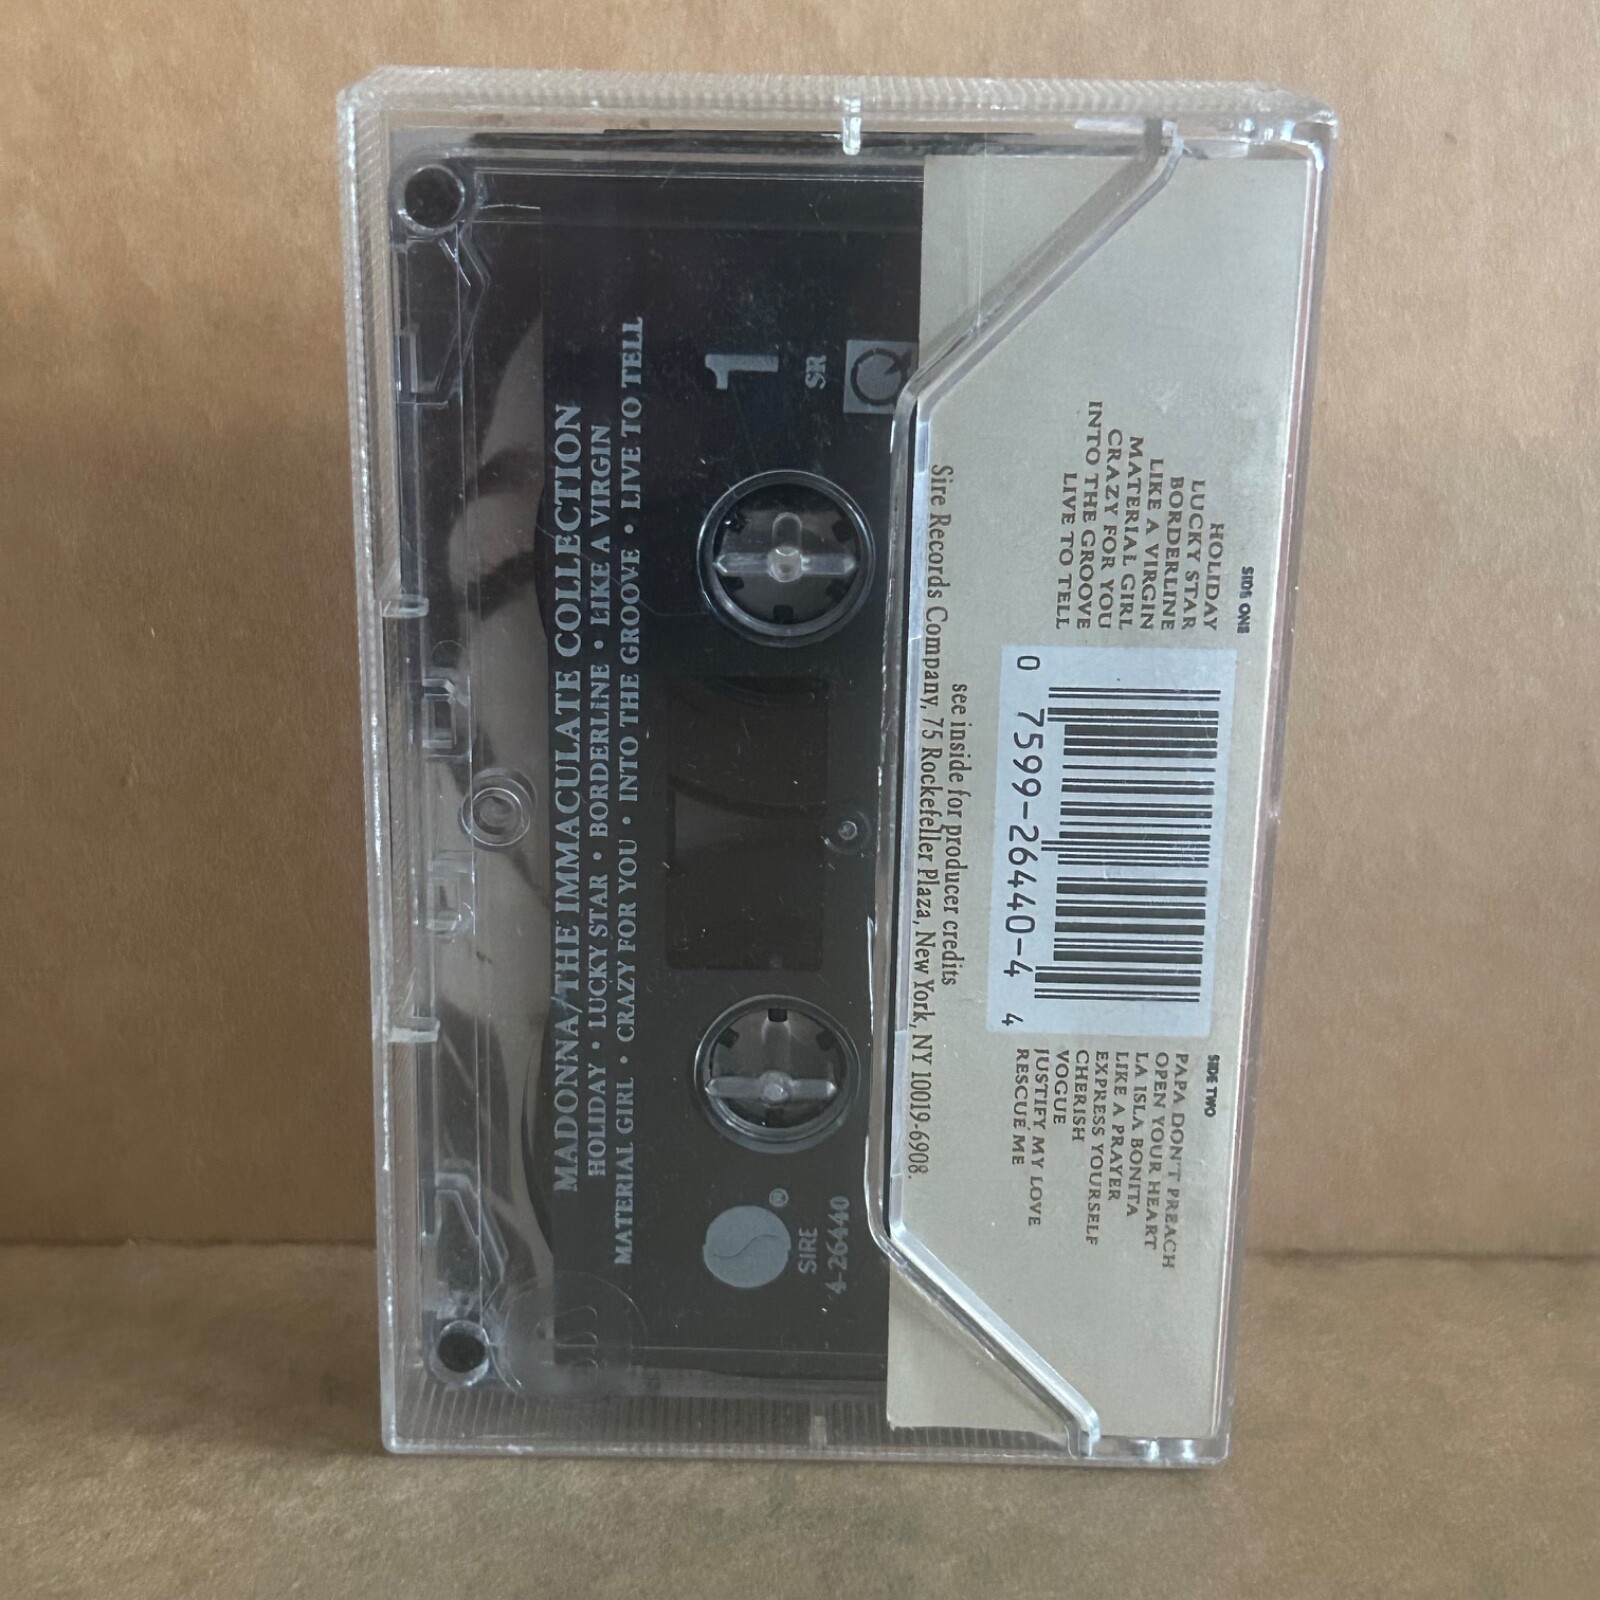 SIDE ONE
HOLIDAY
LUCKY STAR
BORDERLINE
LIKE A VIRGIN
MATERIAL GIRL
CRAZY FOR YOU
INTO THE GROOVE
LIVE TO TELL
0 7599-26440-4 4
SIDE TWO
PAPA DON'T PREACH
OPEN YOUR HEART
LA ISLA BONITA
LIKE A PRAYER
EXPRESS YOURSELF
CHERISH
VOGUE
JUSTIFY MY LOVE
RESCUE ME
see inside for producer credits
Sire Records Company, 75 Rockefeller Plaza, New York, NY 10019-6908.
MADONNA/THE IMMACULATE COLLECTION
HOLIDAY • LUCKY STAR • BORDERLINE • LIKE A VIRGIN
MATERIAL GIRL • CRAZY FOR YOU • INTO THE GROOVE • LIVE TO TELL
1
SR
®
SIRE
4-26440